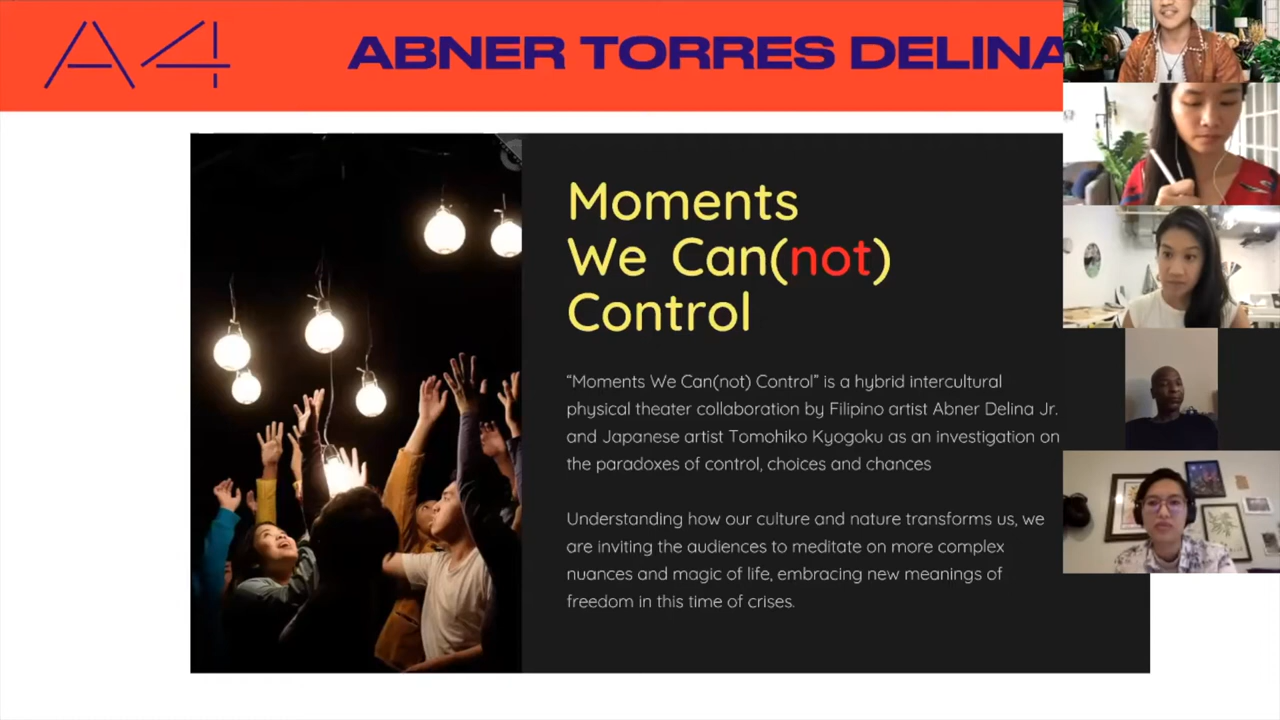 A4
ABNER TORRES DELINA
Moments
We Can(not)
Control
“Moments We Can(not) Control” is a hybrid intercultural
physical theater collaboration by Filipino artist Abner Delina Jr.
and Japanese artist Tomohiko Kyogoku as an investigation on
the paradoxes of control, choices and chances
Understanding how our culture and nature transforms us, we
are inviting the audiences to meditate on more complex
nuances and magic of life, embracing new meanings of
freedom in this time of crises.